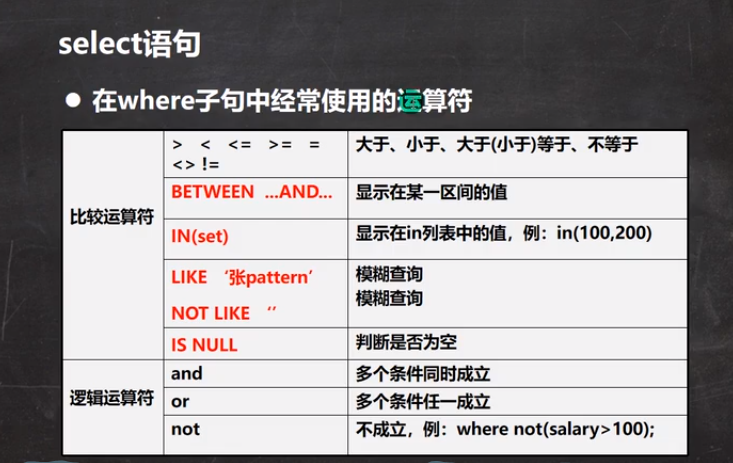 select语句
● 在where子句中经常使用的运算符
比较运算符
> < <= >= =
<> !=
大于、小于、大于(小于)等于、不等于
BETWEEN ...AND...
显示在某一区间的值
IN(set)
显示在in列表中的值，例：in(100,200)
LIKE ‘张pattern’
NOT LIKE ‘’
模糊查询
模糊查询
IS NULL
判断是否为空
逻辑运算符
and
多个条件同时成立
or
多个条件任一成立
not
不成立，例：where not(salary>100);